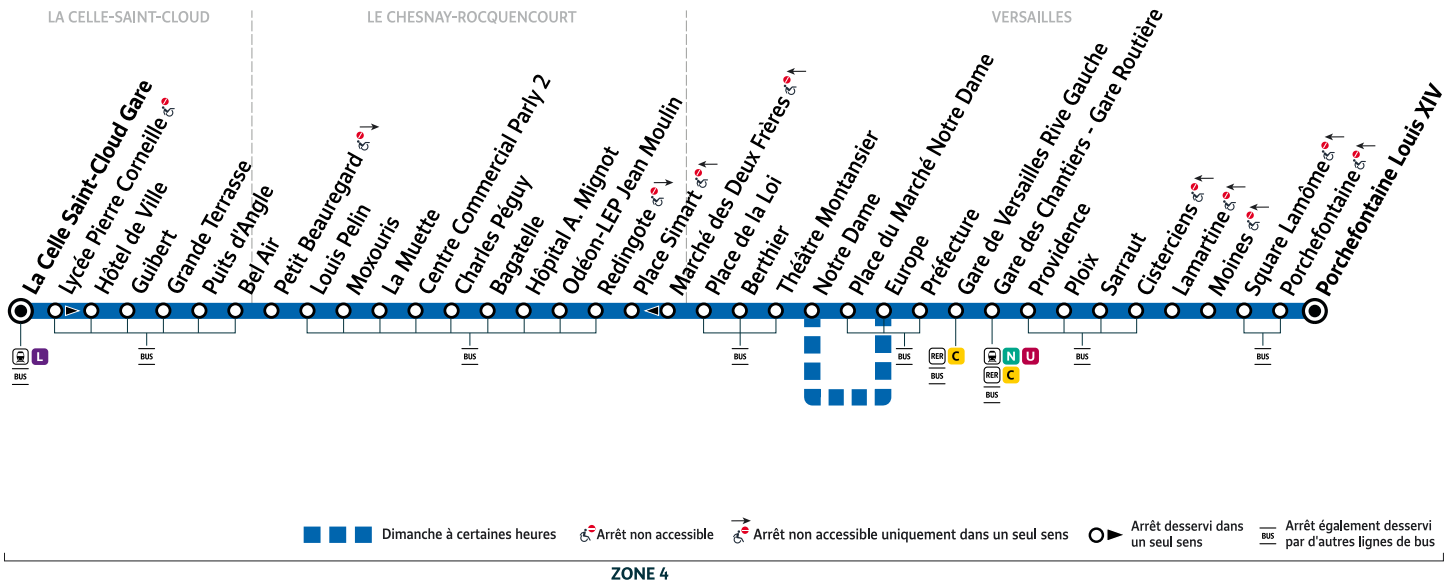 LA CELLE-SAINT-CLOUD
LE CHESNAY-ROCQUENCOURT
VERSAILLES
La Celle Saint-Cloud Gare
Lycée Pierre Corneille
Hôtel de Ville
Guibert
Grande Terrasse
Puits d'Angle
Bel Air
Petit Beauregard
Louis Pelin
Moxouris
La Muette
Centre Commercial Parly 2
Charles Péguy
Bagatelle
Hôpital A. Mignot
Odéon-LEP Jean Moulin
Redingote
Place Simart
Marché des Deux Frères
Place de la Loi
Berthier
Théâtre Montansier
Notre Dame
Place du Marché Notre Dame
Europe
Préfecture
Gare de Versailles Rive Gauche
Gare des Chantiers - Gare Routière
Providence
Ploix
Sarraut
Cisterciens
Lamartine
Moines
Square Lamôme
Porchefontaine
Porchefontaine Louis XIV
L
BUS
BUS
BUS
BUS
BUS
RER C
BUS
N U
RER C
BUS
BUS
BUS
Dimanche à certaines heures
Arrêt non accessible
Arrêt non accessible uniquement dans un seul sens
Arrêt desservi dans
un seul sens
BUS
Arrêt également desservi
par d'autres lignes de bus
ZONE 4